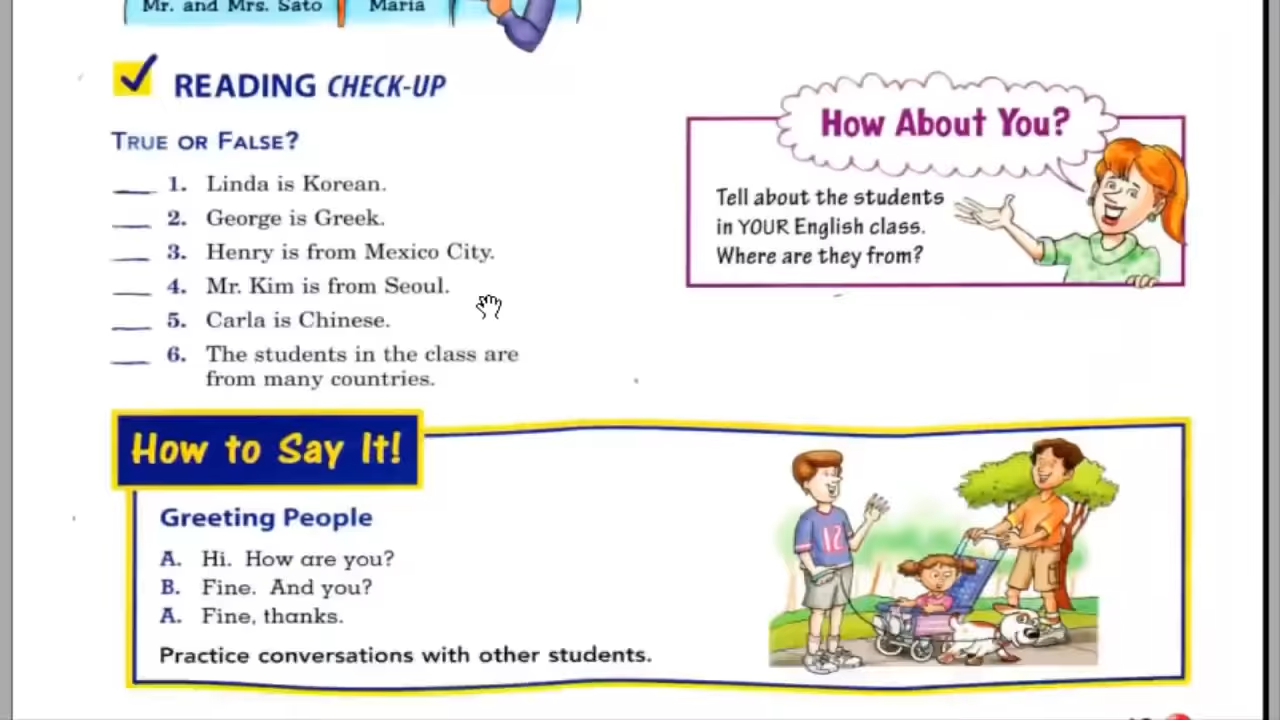 Mr. and Mrs. Sato
Maria
READING CHECK-UP
TRUE OR FALSE?
1. Linda is Korean.
2. George is Greek.
3. Henry is from Mexico City.
4. Mr. Kim is from Seoul.
5. Carla is Chinese.
6. The students in the class are
from many countries.
How About You?
Tell about the students
in YOUR English class.
Where are they from?
How to Say It!
Greeting People
A. Hi. How are you?
B. Fine. And you?
A. Fine, thanks.
Practice conversations with other students.
12